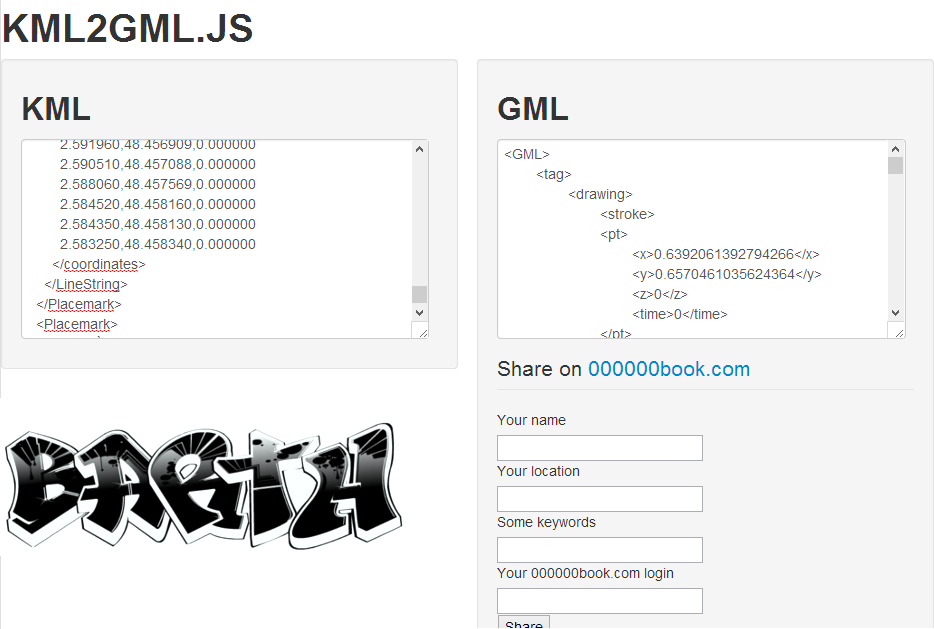 KML2GML.JS
KML
2.591960,48.456909,0.000000
2.590510,48.457088,0.000000
2.588060,48.457569,0.000000
2.584520,48.458160,0.000000
2.584350,48.458130,0.000000
2.583250,48.458340,0.000000
</coordinates>
</LineString>
</Placemark>
<Placemark>
BARTH
GML
<GML>
<tag>
<drawing>
<stroke>
<pt>
<x>0.6392061392794266</x>
<y>0.6570461035624364</y>
<z>0</z>
<time>0</time>
</pt>
Share on 000000book.com
Your name
Your location
Some keywords
Your 000000book.com login
Share